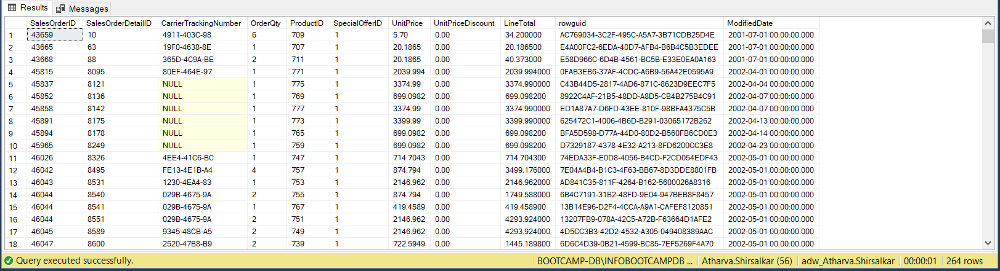 Results Messages
SalesOrderID SalesOrderDetailID CarrierTrackingNumber OrderQty ProductID SpecialOfferID UnitPrice UnitPriceDiscount LineTotal rowguid ModifiedDate
1 43659 10 4911-403C-98 6 709 1 5.70 0.00 34.200000 AC769034-3C2F-495C-A5A7-3B71CDB25D4E 2001-07-01 00:00:00.000
2 43665 63 19F0-4638-8E 1 707 1 20.1865 0.00 20.186500 E4A00FC2-6EDA-40D7-AFB4-B6B4C5B3EDEE 2001-07-01 00:00:00.000
3 43668 88 365D-4C9A-BE 2 711 1 20.1865 0.00 40.373000 E58D966C-6D4B-4561-BC5B-E33E0EA0A163 2001-07-01 00:00:00.000
4 45815 8095 80EF-464E-97 1 771 1 2039.994 0.00 2039.994000 0FAB3EB6-37AF-4CDC-A6B9-56A42E0595A9 2002-04-01 00:00:00.000
5 45837 8121 NULL 1 775 1 3374.99 0.00 3374.990000 C43B44D5-2817-4AD6-871C-8623D9EEC7F5 2002-04-04 00:00:00.000
6 45852 8136 NULL 1 769 1 699.0982 0.00 699.098200 8922C4AF-21B5-48DD-A8D5-CB4B275B4C91 2002-04-07 00:00:00.000
7 45858 8142 NULL 1 777 1 3374.99 0.00 3374.990000 ED1A87A7-D6FD-43EE-810F-98BFA4375C5B 2002-04-07 00:00:00.000
8 45891 8175 NULL 1 773 1 3399.99 0.00 3399.990000 625472C1-4006-4B6D-B291-03065172B262 2002-04-13 00:00:00.000
9 45894 8178 NULL 1 765 1 699.0982 0.00 699.098200 BFA5D598-D77A-44D0-80D2-B560FB6CD0E3 2002-04-14 00:00:00.000
10 45965 8249 NULL 1 759 1 699.0982 0.00 699.098200 D7329187-4378-4E32-A213-8FD6200CC3E8 2002-04-23 00:00:00.000
11 46026 8326 4EE4-41C6-BC 1 747 1 714.7043 0.00 714.704300 74EDA33F-E0D8-4056-B4CD-F2CD054EDF43 2002-05-01 00:00:00.000
12 46042 8495 FE13-4E1B-A4 4 757 1 874.794 0.00 3499.176000 7E04A4B4-B1C3-4F63-BB67-8D3DDE8801FB 2002-05-01 00:00:00.000
13 46043 8531 1230-4EA4-83 1 753 1 2146.962 0.00 2146.962000 AD841C35-811F-4264-B162-5600026A8316 2002-05-01 00:00:00.000
14 46044 8540 029B-4675-9A 2 755 1 874.794 0.00 1749.588000 6B4C7191-31B2-48FD-9E04-947BEB8F8457 2002-05-01 00:00:00.000
15 46044 8541 029B-4675-9A 1 767 1 419.4589 0.00 419.458900 13B14E96-D2F4-4CCA-A9A1-CAFEF8120851 2002-05-01 00:00:00.000
16 46044 8551 029B-4675-9A 2 751 1 2146.962 0.00 4293.924000 13207FB9-078A-42C5-A72B-F63664D1AFE2 2002-05-01 00:00:00.000
17 46045 8589 9345-48CB-A5 2 749 1 2146.962 0.00 4293.924000 4D5CC3B3-42D2-4532-A305-049408389AAC 2002-05-01 00:00:00.000
18 46047 8600 2520-47B8-B9 2 739 1 722.5949 0.00 1445.189800 6D6C4D39-0B21-4599-BC85-7EF5269F4A70 2002-05-01 00:00:00.000
Query executed successfully. BOOTCAMP-DB\INFOBOOTCAMPDB ... Atharva.Shirsalkar (56) adw_Atharva.Shirsalkar 00:00:01 264 rows